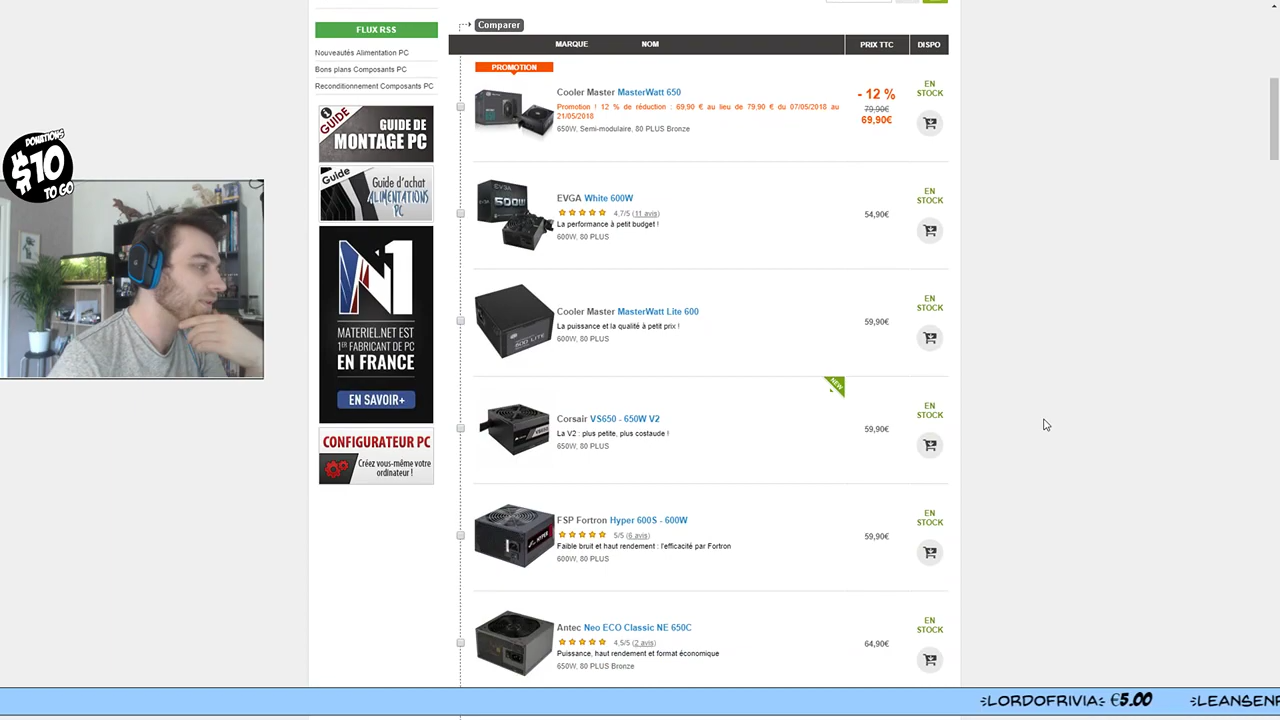 FLUX RSS
Nouveautés Alimentation PC
Bons plans Composants PC
Reconditionnement Composants PC
GUIDE
GUIDE DE
MONTAGE PC
Guide
Guide d'achat
ALIMENTATIONS
PC
DONATIONS
$10
TO GO
N1
MATERIEL.NET EST
1ER FABRICANT DE PC
EN FRANCE
EN SAVOIR+
CONFIGURATEUR PC
Créez vous-même votre
ordinateur !
Comparer
MARQUE NOM PRIX TTC DISPO
PROMOTION
Cooler Master MasterWatt 650
Promotion ! 12 % de réduction : 69,90 € au lieu de 79,90 € du 07/05/2018 au
21/05/2018
650W, Semi-modulaire, 80 PLUS Bronze
- 12 %
79,90€
69,90€
EN
STOCK
EVGA
500W
EVGA White 600W
4,7/5 (11 avis)
La performance à petit budget !
600W, 80 PLUS
54,90€
EN
STOCK
600 LITE
Cooler Master MasterWatt Lite 600
La puissance et la qualité à petit prix !
600W, 80 PLUS
59,90€
EN
STOCK
NEW
Corsair VS650 - 650W V2
La V2 : plus petite, plus costaude !
650W, 80 PLUS
59,90€
EN
STOCK
HYPER
FSP Fortron Hyper 600S - 600W
5/5 (6 avis)
Faible bruit et haut rendement : l'efficacité par Fortron
600W, 80 PLUS
59,90€
EN
STOCK
Antec Neo ECO Classic NE 650C
4,5/5 (2 avis)
Puissance, haut rendement et format économique
650W, 80 PLUS Bronze
64,90€
EN
STOCK
LORDOFRIVIA €5.00 LEANSENF